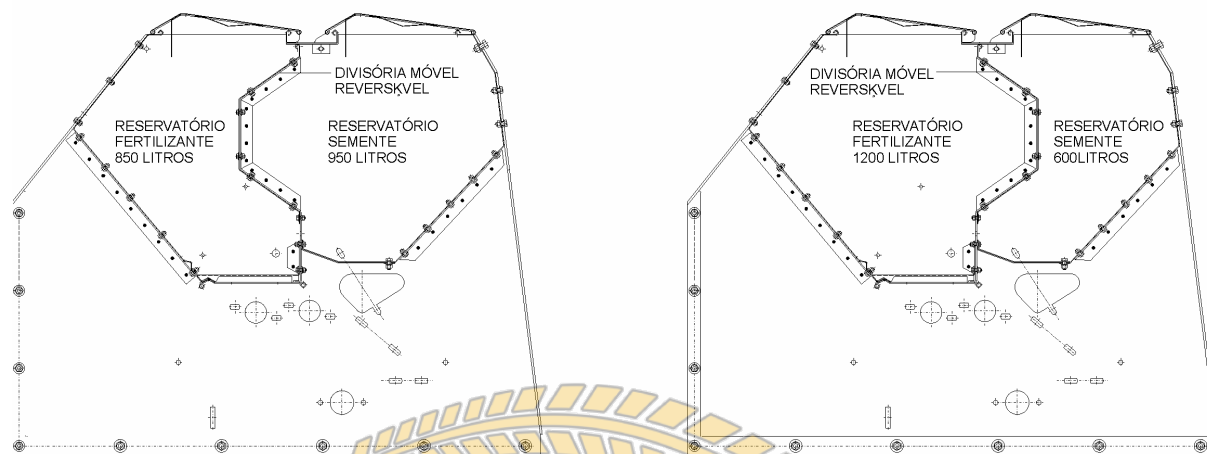 DIVISÓRIA MÓVEL
REVERSKVEL
RESERVATÓRIO
FERTILIZANTE
850 LITROS
RESERVATÓRIO
SEMENTE
950 LITROS
DIVISÓRIA MÓVEL
REVERSKVEL
RESERVATÓRIO
FERTILIZANTE
1200 LITROS
RESERVATÓRIO
SEMENTE
600LITROS